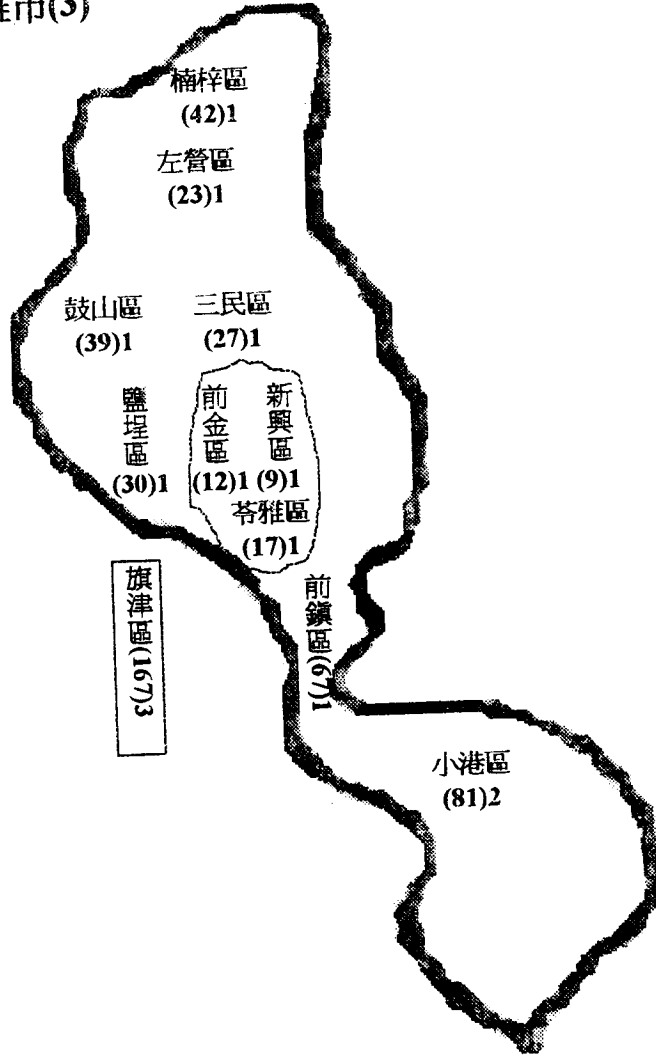 市(3)
楠梓區
(42)1
左營區
(23)1
鼓山區
(39)1
三民區
(27)1
鹽埕區
(30)1
前金區
(12)1
新興區
(9)1
苓雅區
(17)1
旗津區(167)3
前鎮區(67)1
小港區
(81)2